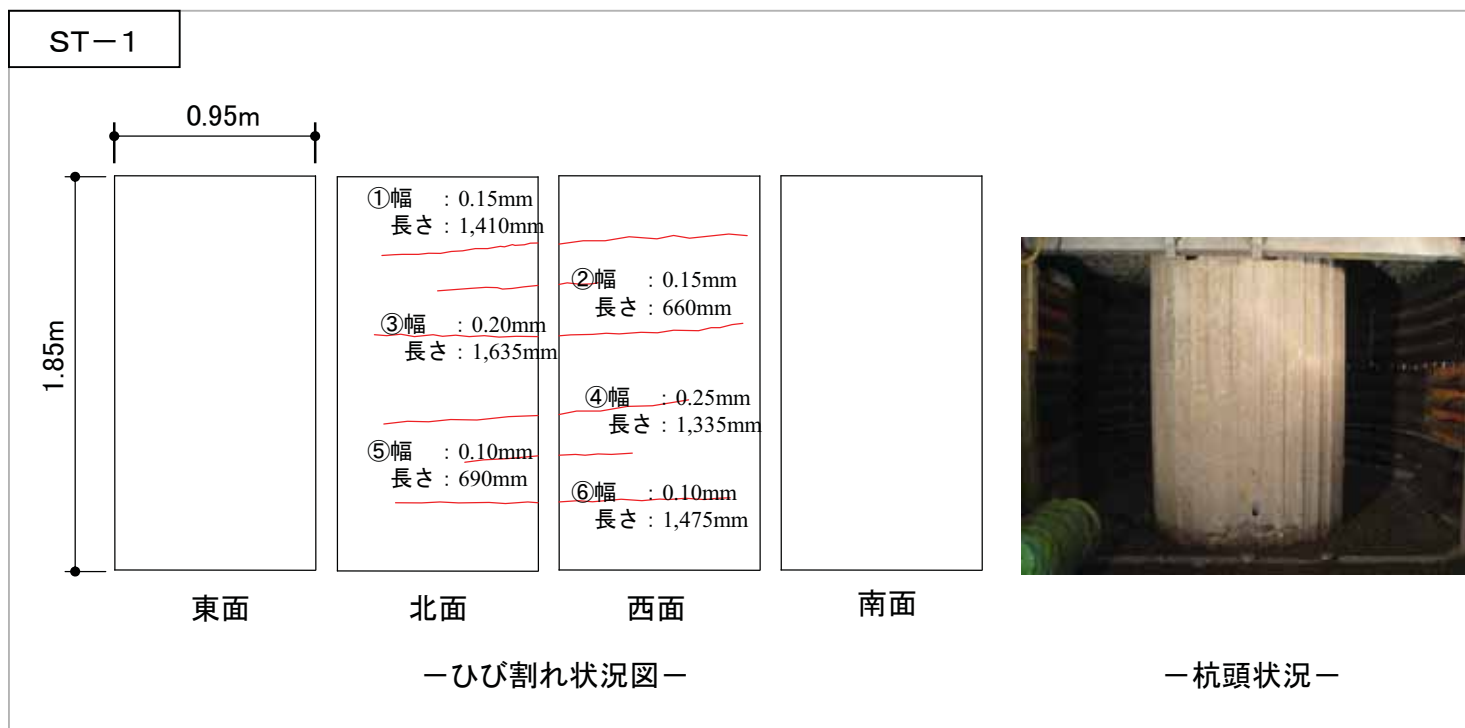 ST－1
0.95m
1.85m
①幅　：0.15mm
長さ：1,410mm
②幅　：0.15mm
長さ：660mm
③幅　：0.20mm
長さ：1,635mm
④幅　：0.25mm
長さ：1,335mm
⑤幅　：0.10mm
長さ：690mm
⑥幅　：0.10mm
長さ：1,475mm
東面
北面
西面
南面
－ひび割れ状況図－
－杭頭状況－